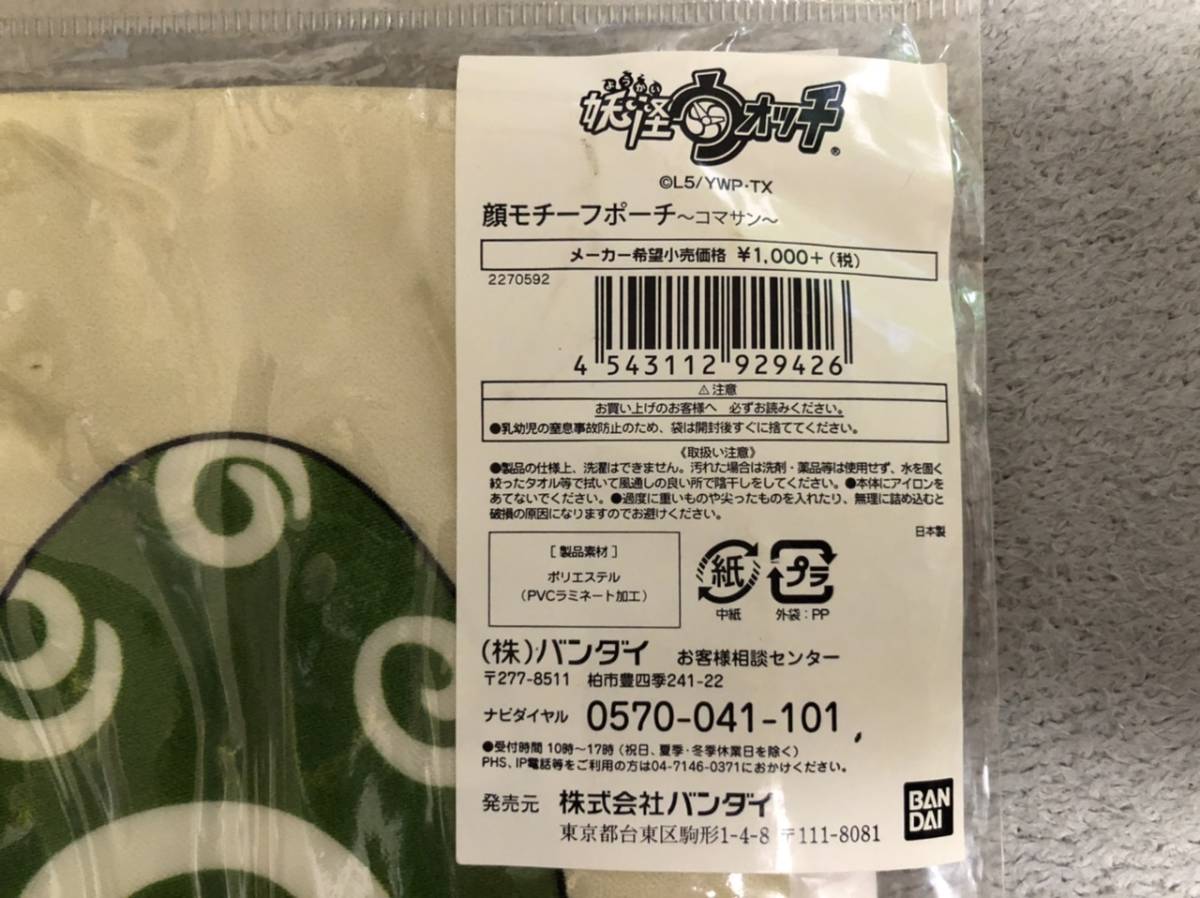 ようかい
妖怪ウォッチ®
©L5/YWP・TX
顔モチーフポーチ〜コマサン〜
メーカー希望小売価格 ¥1,000+(税)
2270592
4 543112 929426
⚠注意
お買い上げのお客様へ 必ずお読みください。
●乳幼児の窒息事故防止のため、袋は開封後すぐに捨ててください。
《取扱い注意》
●製品の仕様上、洗濯はできません。汚れた場合は洗剤・薬品等は使用せず、水を固く
絞ったタオル等で拭いて風通しの良い所で陰干しをしてください。●本体にアイロンを
あてないでください。●過度に重いものや尖ったものを入れたり、無理に詰め込むと
破損の原因になりますのでお避けください。
日本製
[製品素材]
ポリエステル
(PVCラミネート加工)
紙
中紙
プラ
外袋:PP
(株)バンダイ お客様相談センター
〒277-8511 柏市豊四季241-22
ナビダイヤル 0570-041-101
●受付時間 10時〜17時(祝日、夏季・冬季休業日を除く)
PHS、IP電話等をご利用の方は04-7146-0371におかけください。
発売元 株式会社バンダイ
東京都台東区駒形1-4-8 〒111-8081
BAN
DAI